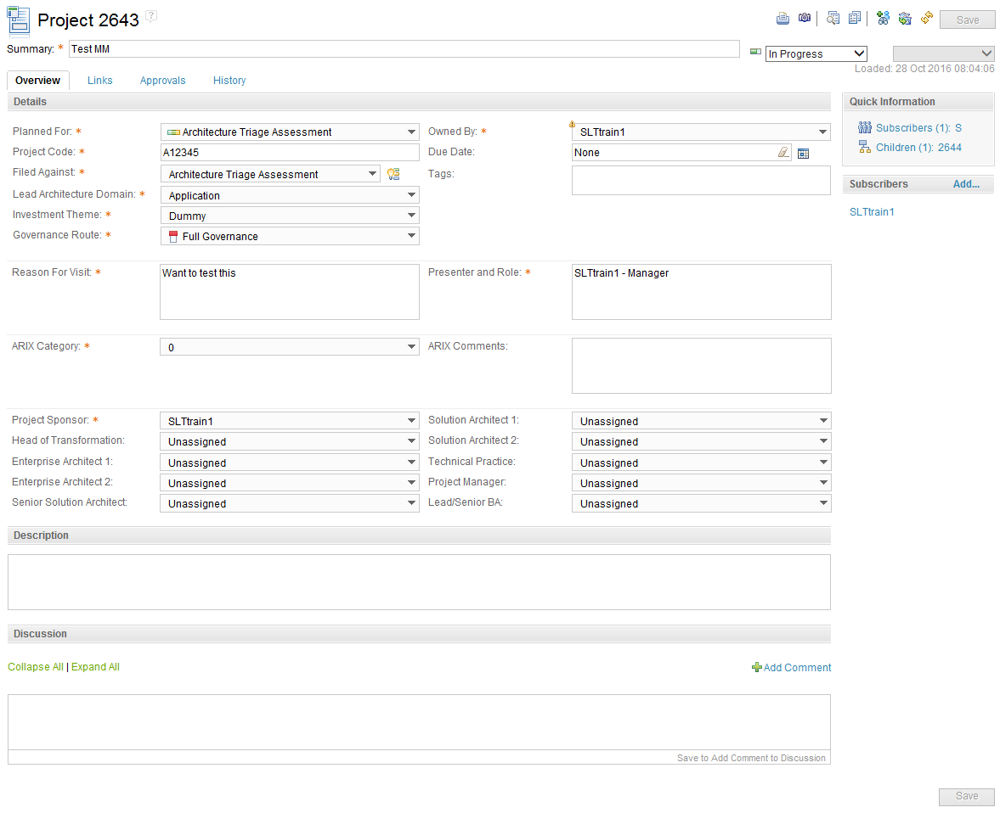 Project 2643 ?
Save
Summary: * Test MM
In Progress
Loaded: 28 Oct 2016 08:04:06
Overview Links Approvals History
Details
Planned For: * Architecture Triage Assessment Owned By: * SLTtrain1
Project Code: * A12345 Due Date: None
Filed Against: * Architecture Triage Assessment Tags:
Lead Architecture Domain: * Application
Investment Theme: * Dummy
Governance Route: * Full Governance
Reason For Visit: * Want to test this Presenter and Role: * SLTtrain1 - Manager
ARIX Category: * 0 ARIX Comments:
Project Sponsor: * SLTtrain1 Solution Architect 1: Unassigned
Head of Transformation: Unassigned Solution Architect 2: Unassigned
Enterprise Architect 1: Unassigned Technical Practice: Unassigned
Enterprise Architect 2: Unassigned Project Manager: Unassigned
Senior Solution Architect: Unassigned Lead/Senior BA: Unassigned
Description
Discussion
Collapse All | Expand All Add Comment
Save to Add Comment to Discussion
Quick Information
Subscribers (1): S
Children (1): 2644
Subscribers Add...
SLTtrain1
Save